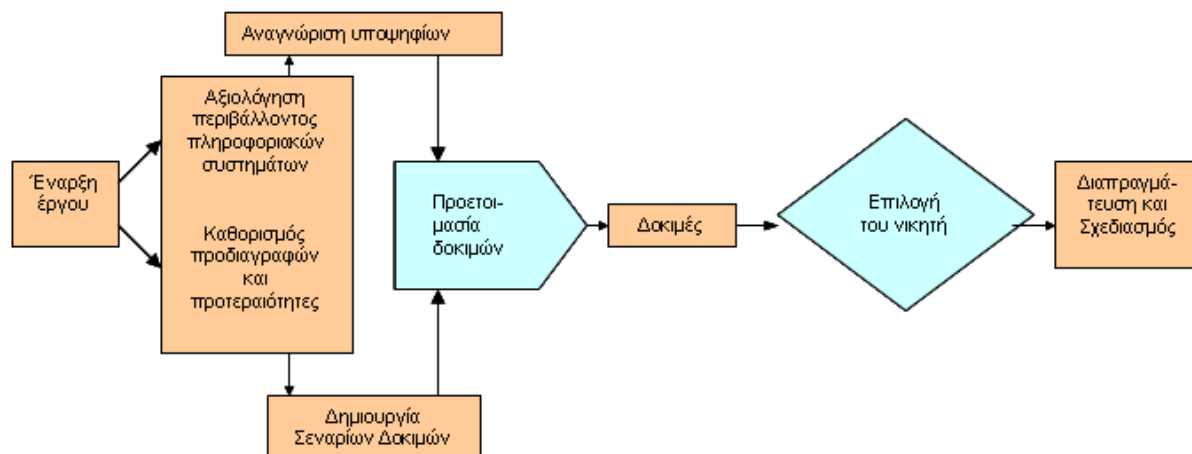 Αναγνώριση υποψηφίων
Αξιολόγηση
περιβάλλοντος
πληροφοριακών
συστημάτων
Καθορισμός
προδιαγραφών
και
προτεραιότητες
Έναρξη
έργου
Προετοι-
μασία
δοκιμών
Δοκιμές
Επιλογή
του νικητή
Διαπραγμά-
τευση και
Σχεδιασμός
Δημιουργία
Σεναρίων Δοκιμών